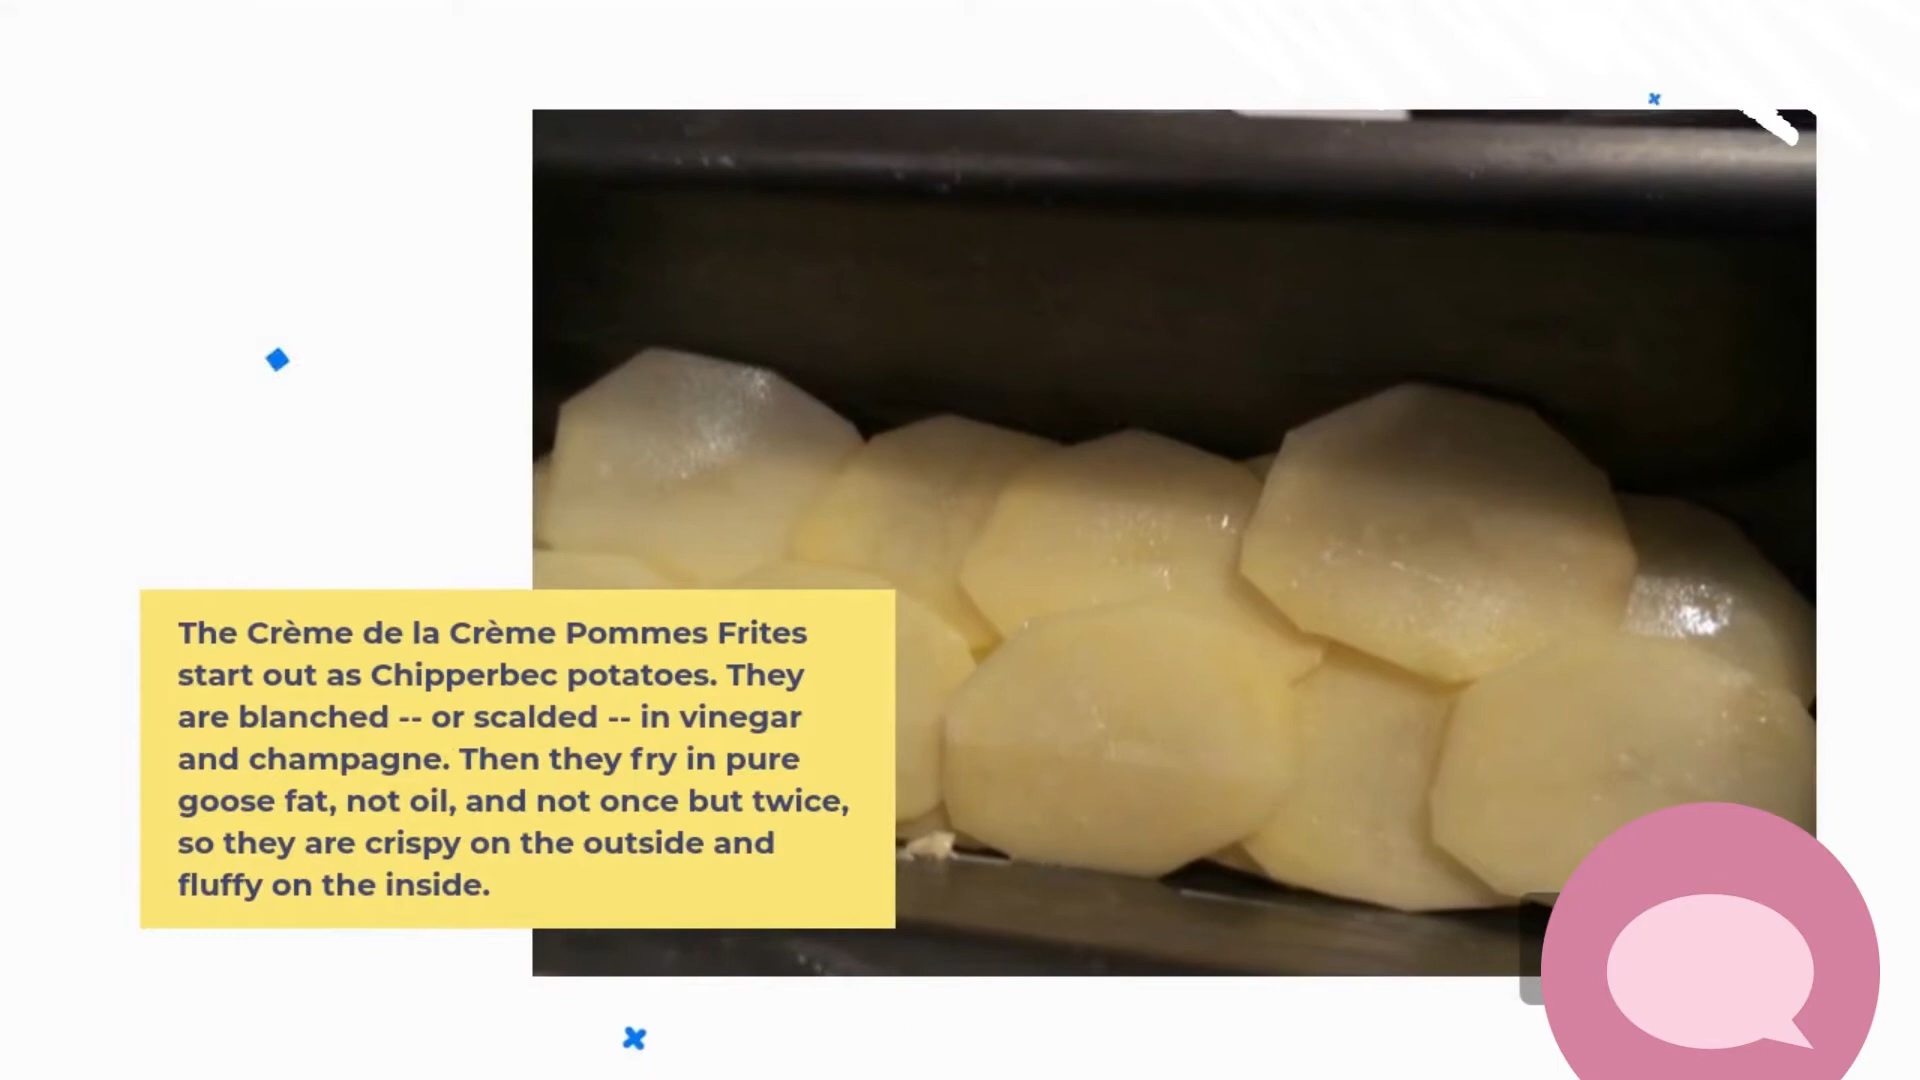 The Crème de la Crème Pommes Frites
start out as Chipperbec potatoes. They
are blanched -- or scalded -- in vinegar
and champagne. Then they fry in pure
goose fat, not oil, and not once but twice,
so they are crispy on the outside and
fluffy on the inside.